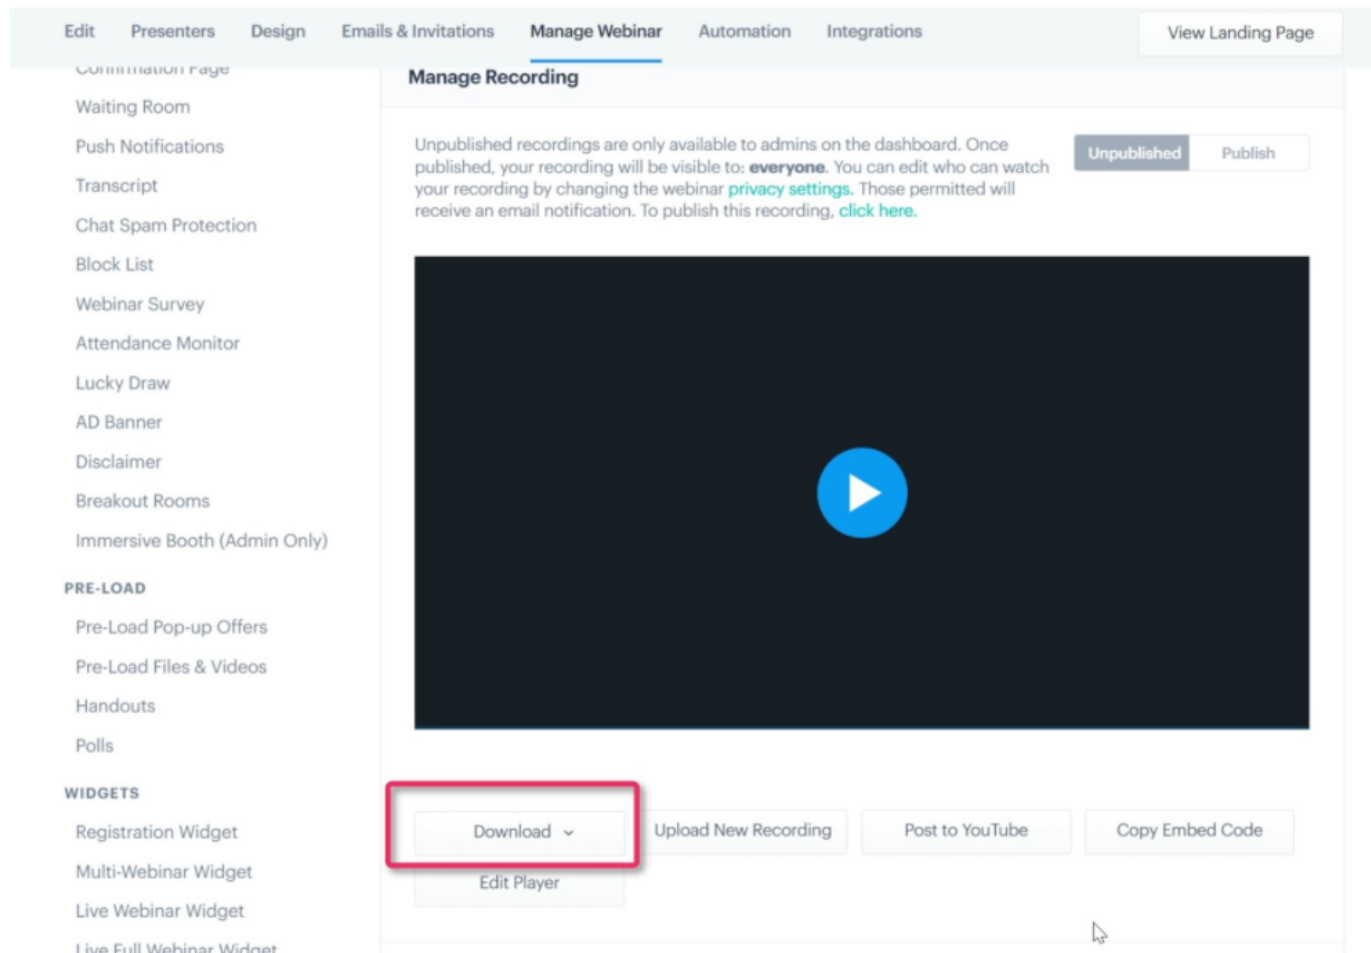 Edit Presenters Design Emails & Invitations Manage Webinar Automation Integrations View Landing Page
Confirmation Page
Waiting Room
Push Notifications
Transcript
Chat Spam Protection
Block List
Webinar Survey
Attendance Monitor
Lucky Draw
AD Banner
Disclaimer
Breakout Rooms
Immersive Booth (Admin Only)
PRE-LOAD
Pre-Load Pop-up Offers
Pre-Load Files & Videos
Handouts
Polls
WIDGETS
Registration Widget
Multi-Webinar Widget
Live Webinar Widget
Live Full Webinar Widget
Manage Recording
Unpublished recordings are only available to admins on the dashboard. Once
published, your recording will be visible to: everyone. You can edit who can watch
your recording by changing the webinar privacy settings. Those permitted will
receive an email notification. To publish this recording, click here.
Unpublished Publish
Download Upload New Recording Post to YouTube Copy Embed Code
Edit Player